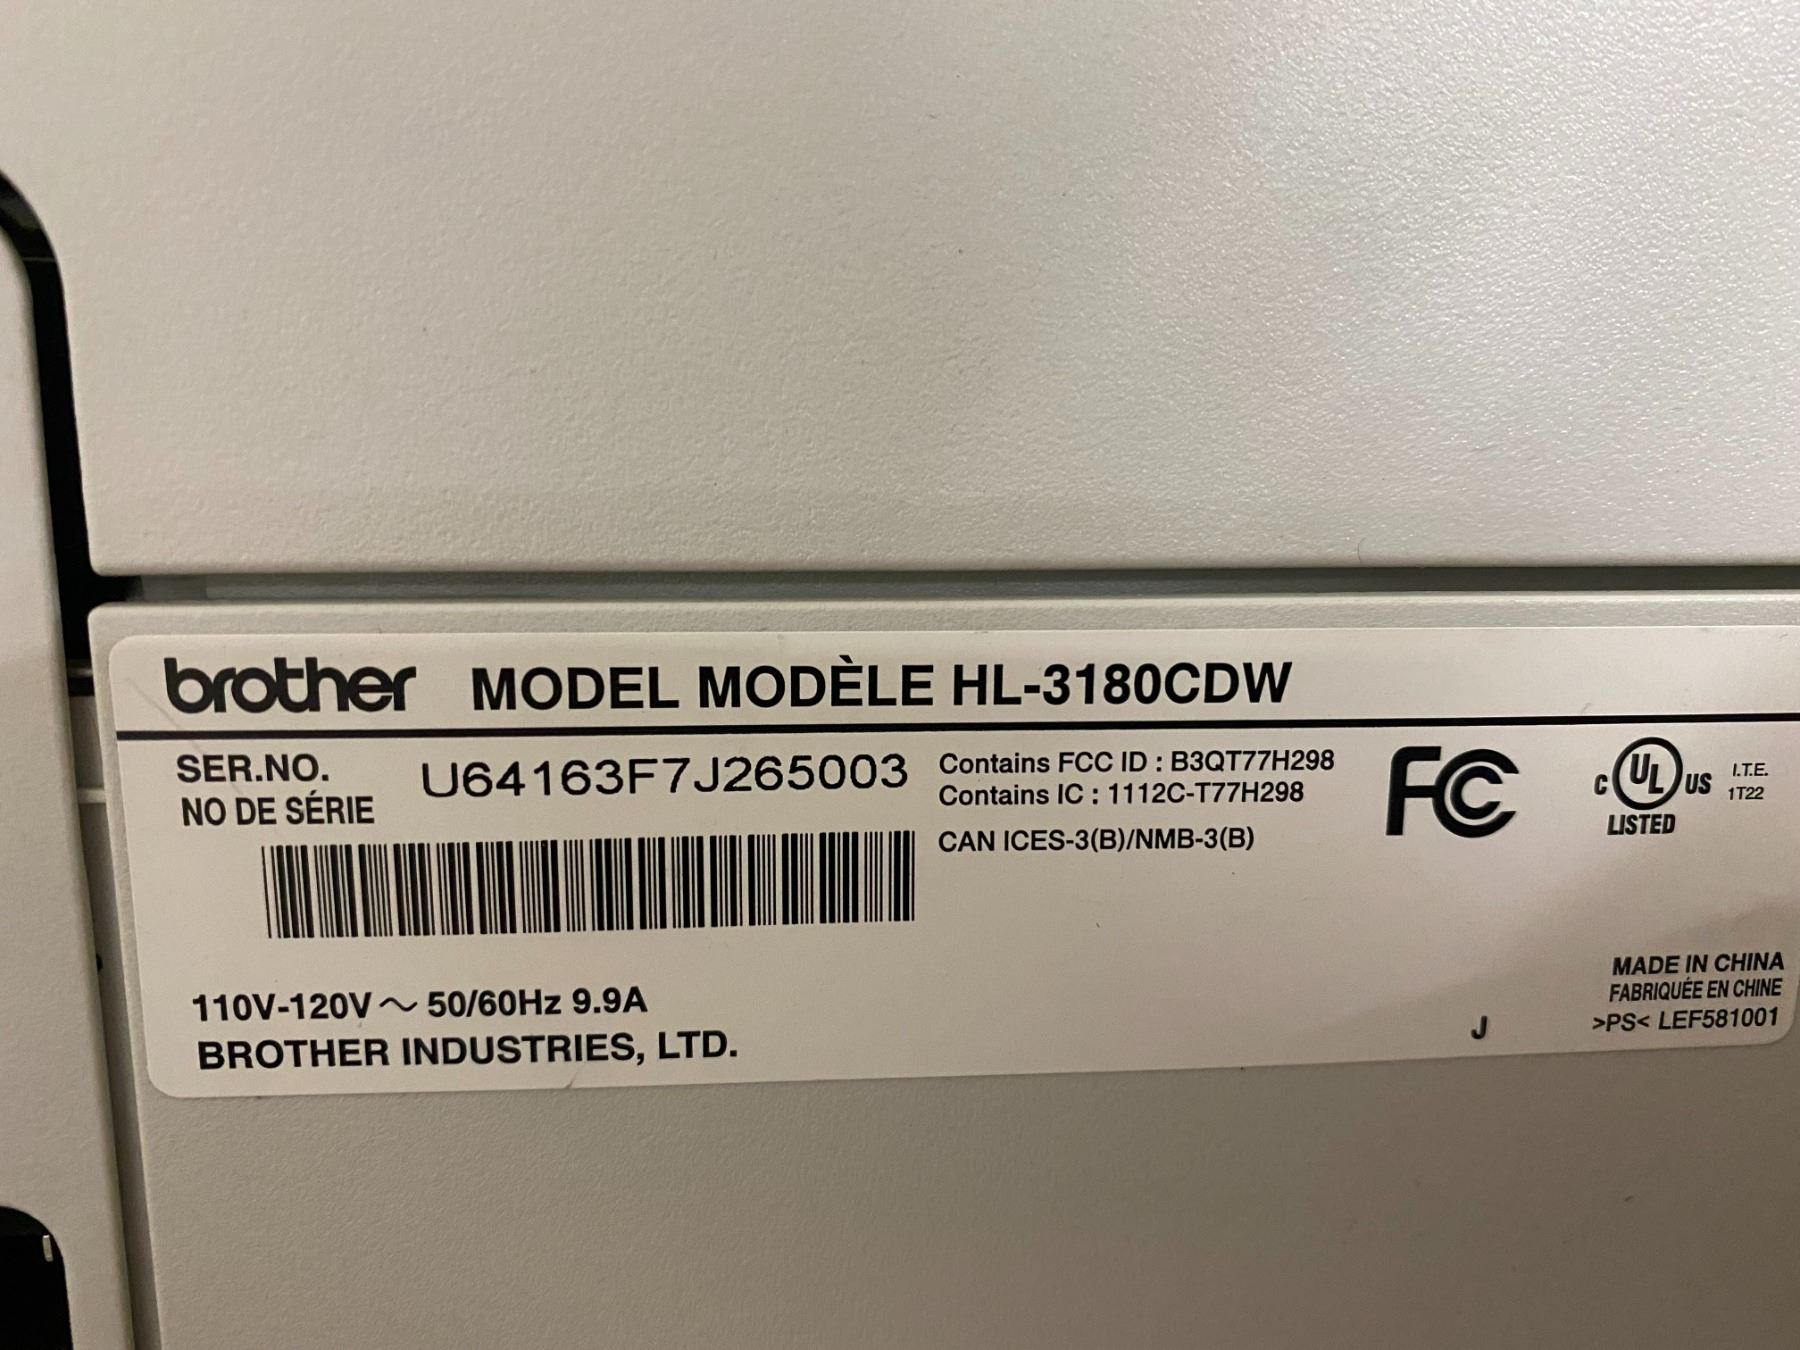 brother MODEL MODÈLE HL-3180CDW
SER.NO.
NO DE SÉRIE
U64163F7J265003
Contains FCC ID : B3QT77H298
Contains IC : 1112C-T77H298
CAN ICES-3(B)/NMB-3(B)
FC
C UL US
LISTED
I.T.E.
1T22
110V-120V ～ 50/60Hz 9.9A
BROTHER INDUSTRIES, LTD.
J
MADE IN CHINA
FABRIQUÉE EN CHINE
>PS< LEF581001